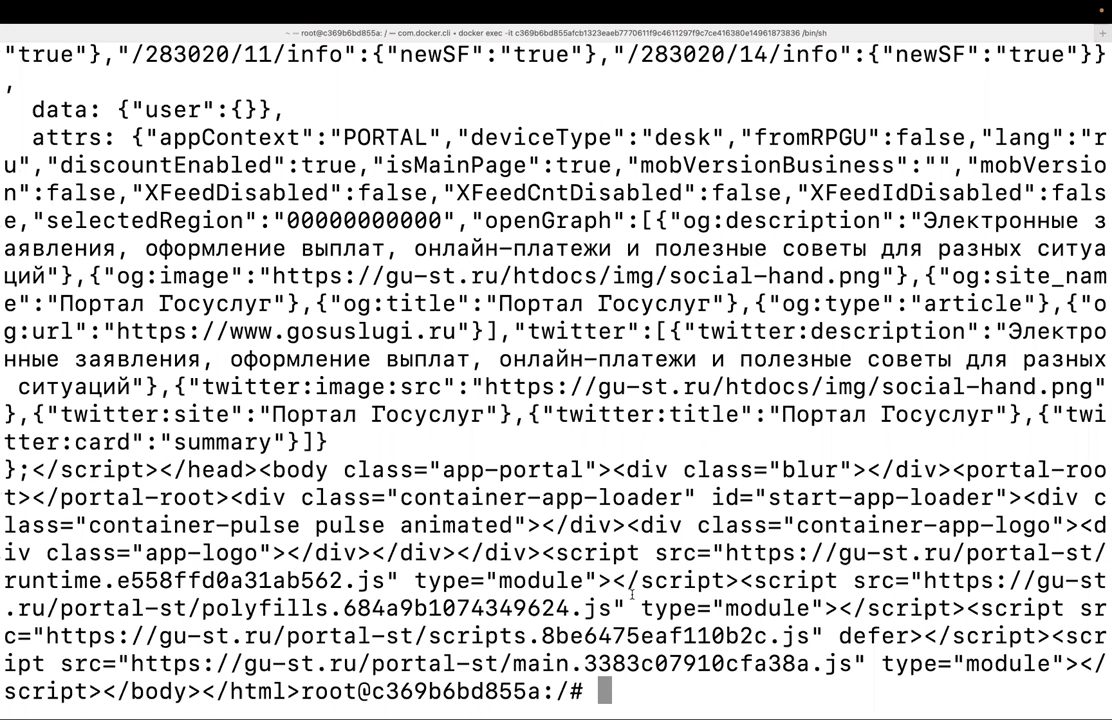 ~ — root@c369b6bd855a: / — com.docker.cli • docker exec -it c369b6bd855afcb1323eaeb7770611f9c4611297f9c7ce416380e14961873836 /bin/sh
"true"},"/283020/11/info":{"newSF":"true"},"/283020/14/info":{"newSF":"true"}}
,
  data: {"user":{}},
  attrs: {"appContext":"PORTAL","deviceType":"desk","fromRPGU":false,"lang":"r
u","discountEnabled":true,"isMainPage":true,"mobVersionBusiness":"","mobVersio
n":false,"XFeedDisabled":false,"XFeedCntDisabled":false,"XFeedIdDisabled":fals
e,"selectedRegion":"00000000000","openGraph":[{"og:description":"Электронные з
аявления, оформление выплат, онлайн-платежи и полезные советы для разных ситуа
ций"},{"og:image":"https://gu-st.ru/htdocs/img/social-hand.png"},{"og:site_nam
e":"Портал Госуслуг"},{"og:title":"Портал Госуслуг"},{"og:type":"article"},{"o
g:url":"https://www.gosuslugi.ru"}],"twitter":[{"twitter:description":"Электро
нные заявления, оформление выплат, онлайн-платежи и полезные советы для разных
 ситуаций"},{"twitter:image:src":"https://gu-st.ru/htdocs/img/social-hand.png"
},{"twitter:site":"Портал Госуслуг"},{"twitter:title":"Портал Госуслуг"},{"twi
tter:card":"summary"}]}
};</script></head><body class="app-portal"><div class="blur"></div><portal-roo
t></portal-root><div class="container-app-loader" id="start-app-loader"><div c
lass="container-pulse pulse animated"></div><div class="container-app-logo"><d
iv class="app-logo"></div></div></div><script src="https://gu-st.ru/portal-st/
runtime.e558ffd0a31ab562.js" type="module"></script><script src="https://gu-st
.ru/portal-st/polyfills.684a9b1074349624.js" type="module"></script><script sr
c="https://gu-st.ru/portal-st/scripts.8be6475eaf110b2c.js" defer></script><scr
ipt src="https://gu-st.ru/portal-st/main.3383c07910cfa38a.js" type="module"></
script></body></html>root@c369b6bd855a:/#